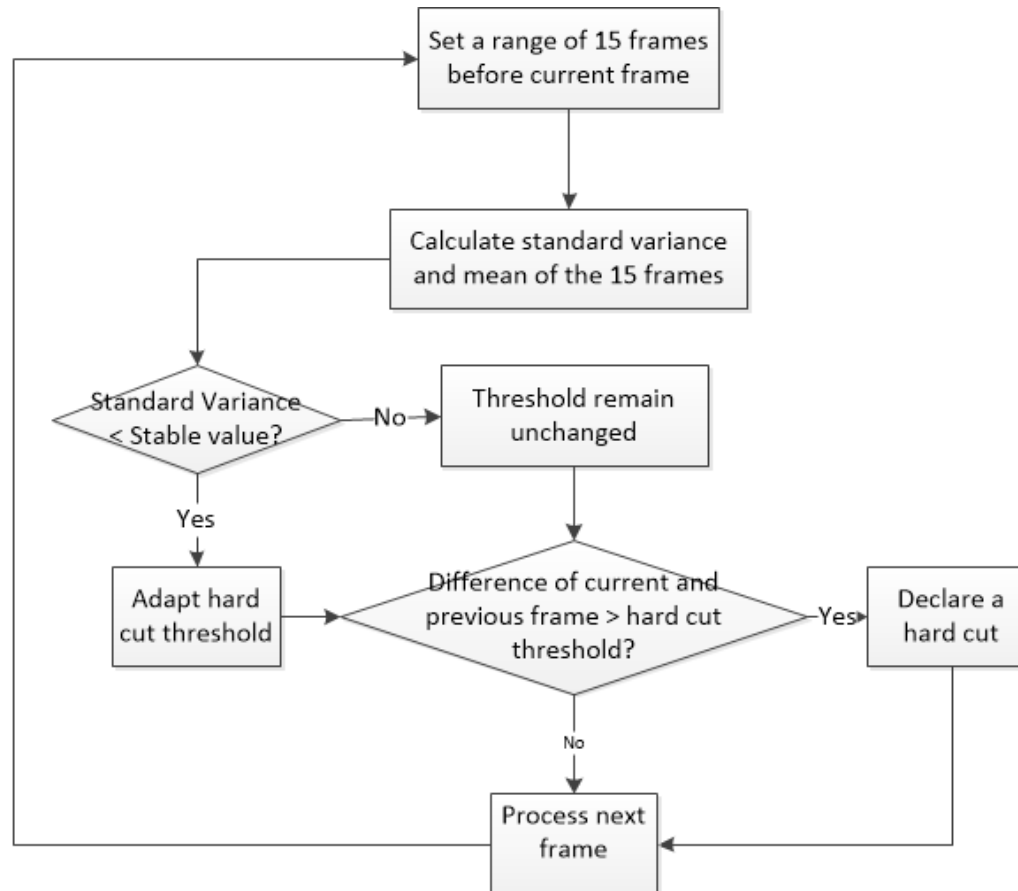 Set a range of 15 frames
before current frame
Calculate standard variance
and mean of the 15 frames
Standard Variance
< Stable value?
No
Threshold remain
unchanged
Yes
Adapt hard
cut threshold
Difference of current and
previous frame > hard cut
threshold?
Yes
Declare a
hard cut
No
Process next
frame